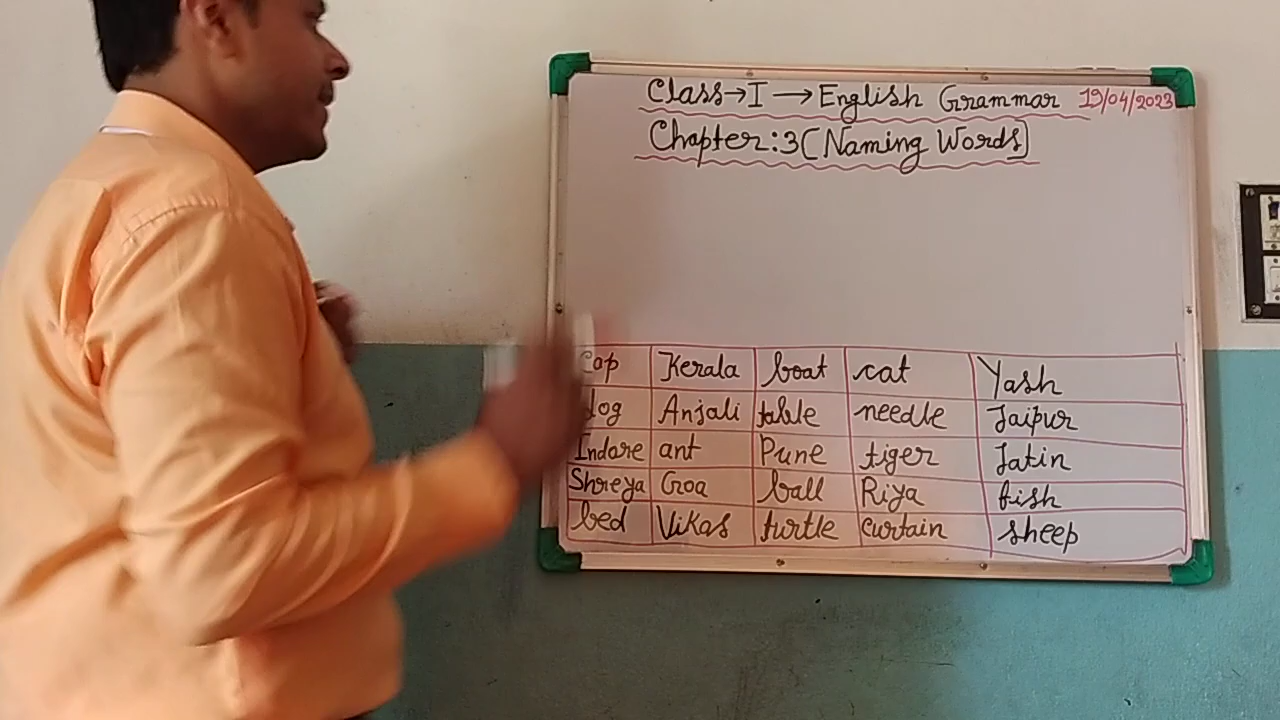 Class→I → English Grammar 19/04/2023
Chapter:3 (Naming Words)
Cap Kerala boat cat Yash
dog Anjali table needle Jaipur
Indore ant Pune tiger Jatin
Shreya Goa ball Riya fish
bed Vikas turtle curtain sheep